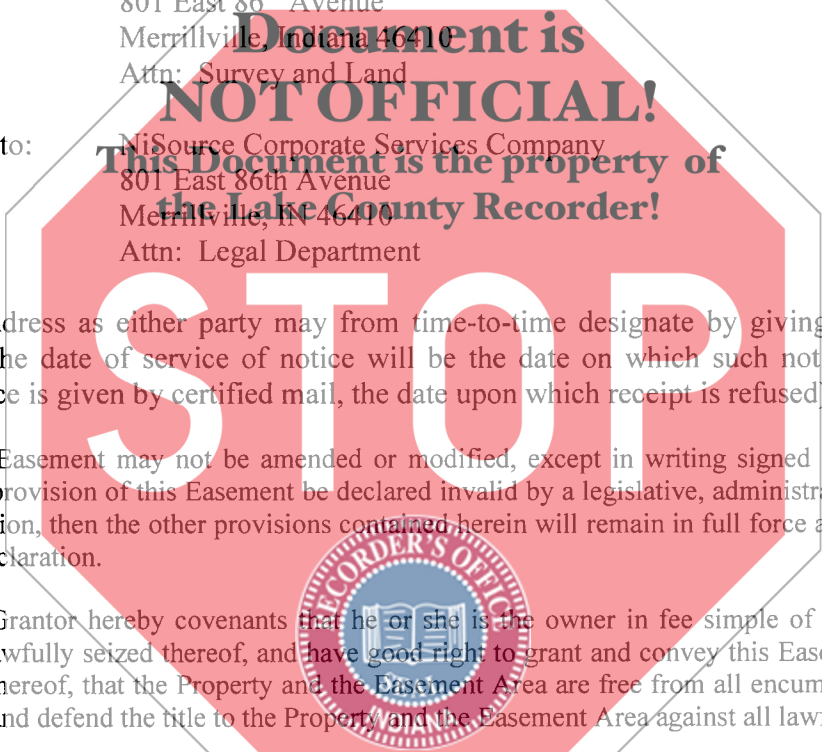 801 East 86 Avenue
Merrillville, Indiana 46410
Attn: Survey and Land
to: NiSource Corporate Services Company
801 East 86th Avenue
Merrillville, IN 46410
Attn: Legal Department
Document is
NOT OFFICIAL!
This Document is the property of
the Lake County Recorder!
STOP
dress as either party may from time-to-time designate by giving
he date of service of notice will be the date on which such not
ce is given by certified mail, the date upon which receipt is refused)
Easement may not be amended or modified, except in writing signed
provision of this Easement be declared invalid by a legislative, administra
ion, then the other provisions contained herein will remain in full force a
claration.
Grantor hereby covenants that he or she is the owner in fee simple of
wfully seized thereof, and have good right to grant and convey this Ease
hereof, that the Property and the Easement Area are free from all encum
nd defend the title to the Property and the Easement Area against all law
RECORDER'S OFFICE
INDIANA